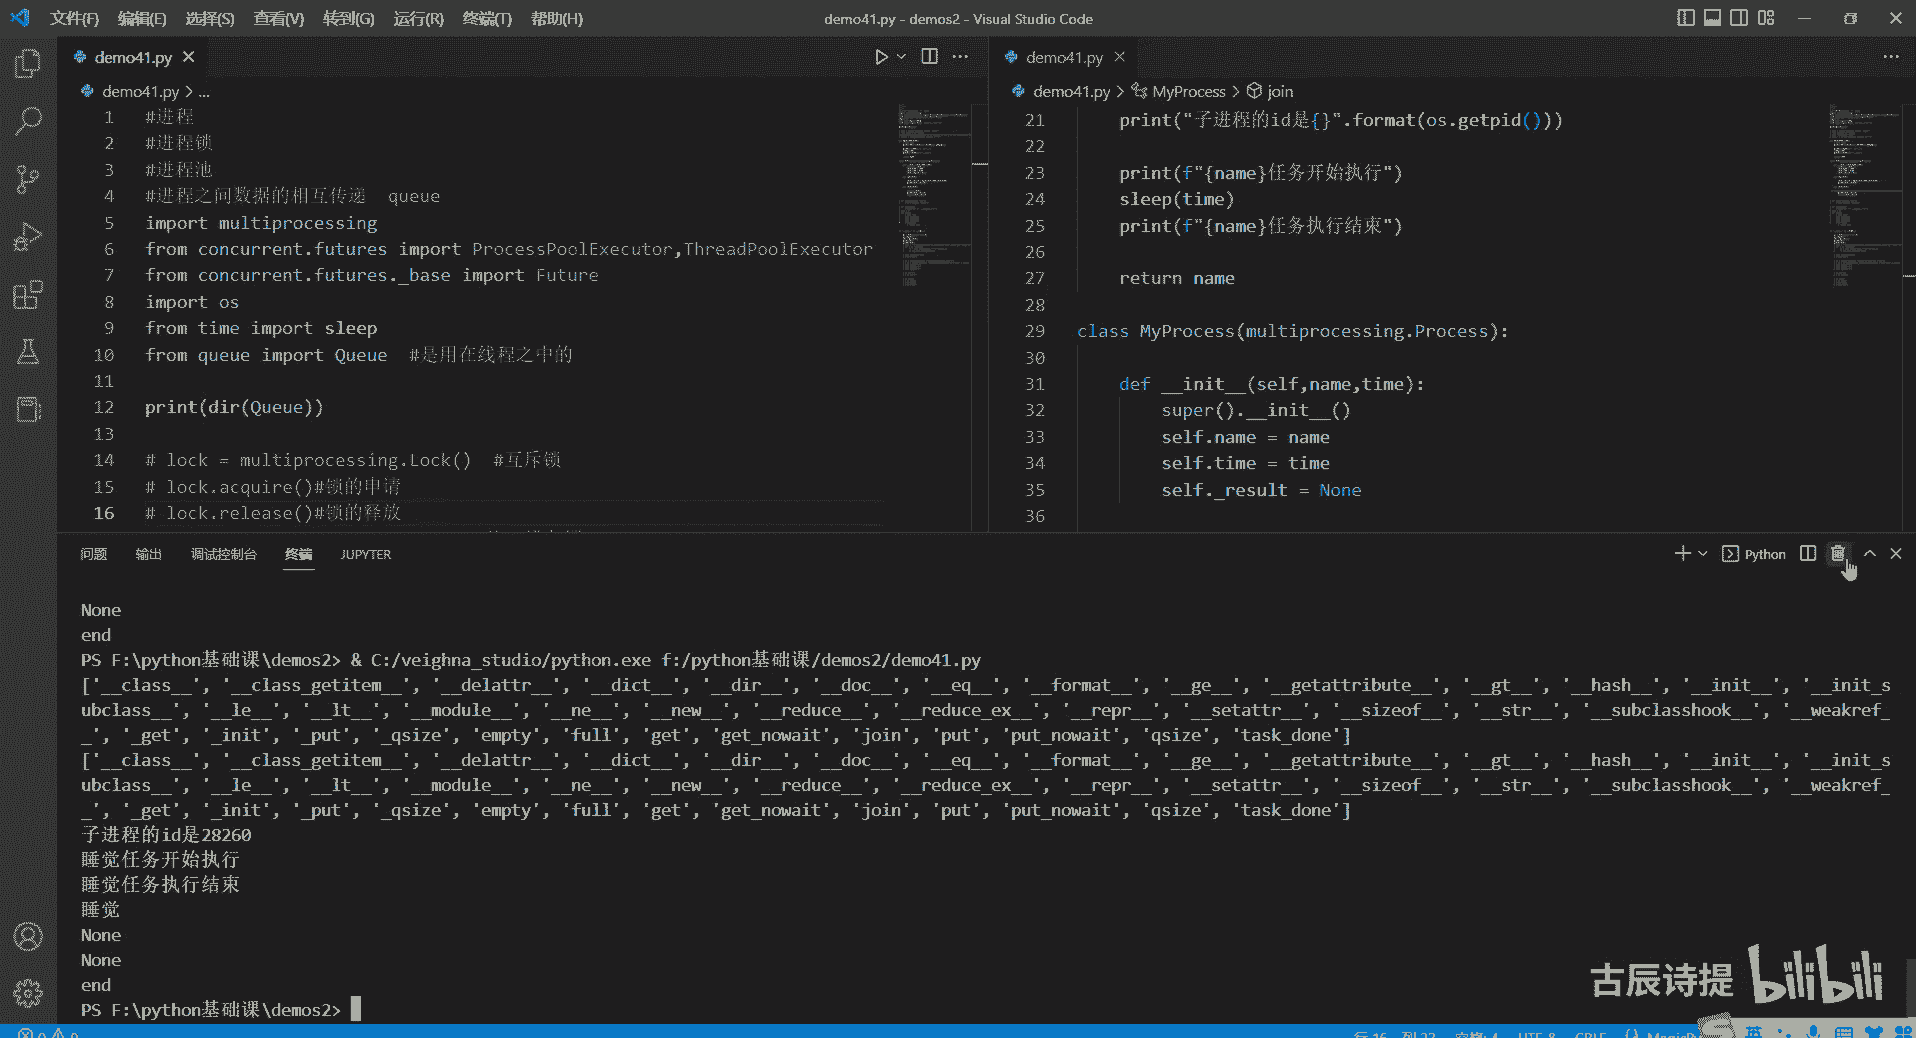 文件(F) 编辑(E) 选择(S) 查看(V) 转到(G) 运行(R) 终端(T) 帮助(H) demo41.py - demos2 - Visual Studio Code
demo41.py
demo41.py > ...
1 #进程
2 #进程锁
3 #进程池
4 #进程之间数据的相互传递 queue
5 import multiprocessing
6 from concurrent.futures import ProcessPoolExecutor,ThreadPoolExecutor
7 from concurrent.futures._base import Future
8 import os
9 from time import sleep
10 from queue import Queue #是用在线程之中的
11
12 print(dir(Queue))
13
14 # lock = multiprocessing.Lock() #互斥锁
15 # lock.acquire()#锁的申请
16 # lock.release()#锁的释放
demo41.py
demo41.py > MyProcess > join
21 print("子进程的id是{}".format(os.getpid()))
22
23 print(f"{name}任务开始执行")
24 sleep(time)
25 print(f"{name}任务执行结束")
26
27 return name
28
29 class MyProcess(multiprocessing.Process):
30
31 def __init__(self,name,time):
32 super().__init__()
33 self.name = name
34 self.time = time
35 self._result = None
36
问题 输出 调试控制台 终端 JUPYTER
Python
None
end
PS F:\python基础课\demos2> & C:/veighna_studio/python.exe f:/python基础课/demos2/demo41.py
['__class__', '__class_getitem__', '__delattr__', '__dict__', '__dir__', '__doc__', '__eq__', '__format__', '__ge__', '__getattribute__', '__gt__', '__hash__', '__init__', '__init_s
ubclass__', '__le__', '__lt__', '__module__', '__ne__', '__new__', '__reduce__', '__reduce_ex__', '__repr__', '__setattr__', '__sizeof__', '__str__', '__subclasshook__', '__weakref_
_', '_get', '_init', '_put', '_qsize', 'empty', 'full', 'get', 'get_nowait', 'join', 'put', 'put_nowait', 'qsize', 'task_done']
['__class__', '__class_getitem__', '__delattr__', '__dict__', '__dir__', '__doc__', '__eq__', '__format__', '__ge__', '__getattribute__', '__gt__', '__hash__', '__init__', '__init_s
ubclass__', '__le__', '__lt__', '__module__', '__ne__', '__new__', '__reduce__', '__reduce_ex__', '__repr__', '__setattr__', '__sizeof__', '__str__', '__subclasshook__', '__weakref_
_', '_get', '_init', '_put', '_qsize', 'empty', 'full', 'get', 'get_nowait', 'join', 'put', 'put_nowait', 'qsize', 'task_done']
子进程的id是28260
睡觉任务开始执行
睡觉任务执行结束
睡觉
None
None
end
PS F:\python基础课\demos2>
古辰诗提 bilibili
英